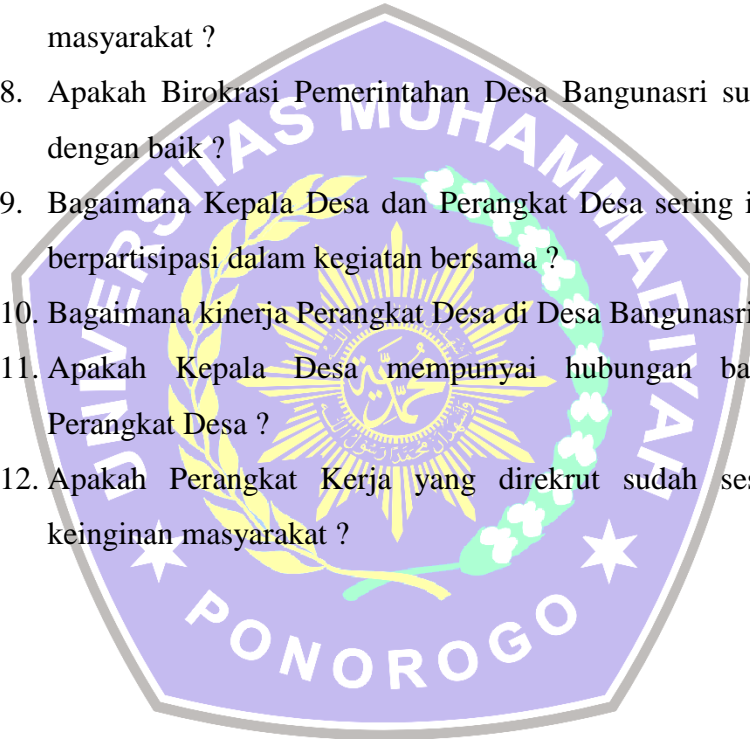 masyarakat ?
8. Apakah Birokrasi Pemerintahan Desa Bangunasri su
dengan baik ?
9. Bagaimana Kepala Desa dan Perangkat Desa sering i
berpartisipasi dalam kegiatan bersama ?
10. Bagaimana kinerja Perangkat Desa di Desa Bangunasri
11. Apakah Kepala Desa mempunyai hubungan ba
Perangkat Desa ?
12. Apakah Perangkat Kerja yang direkrut sudah ses
keinginan masyarakat ?
UNIVERSITAS MUHAMMADIYAH
PONOROGO
محمدية